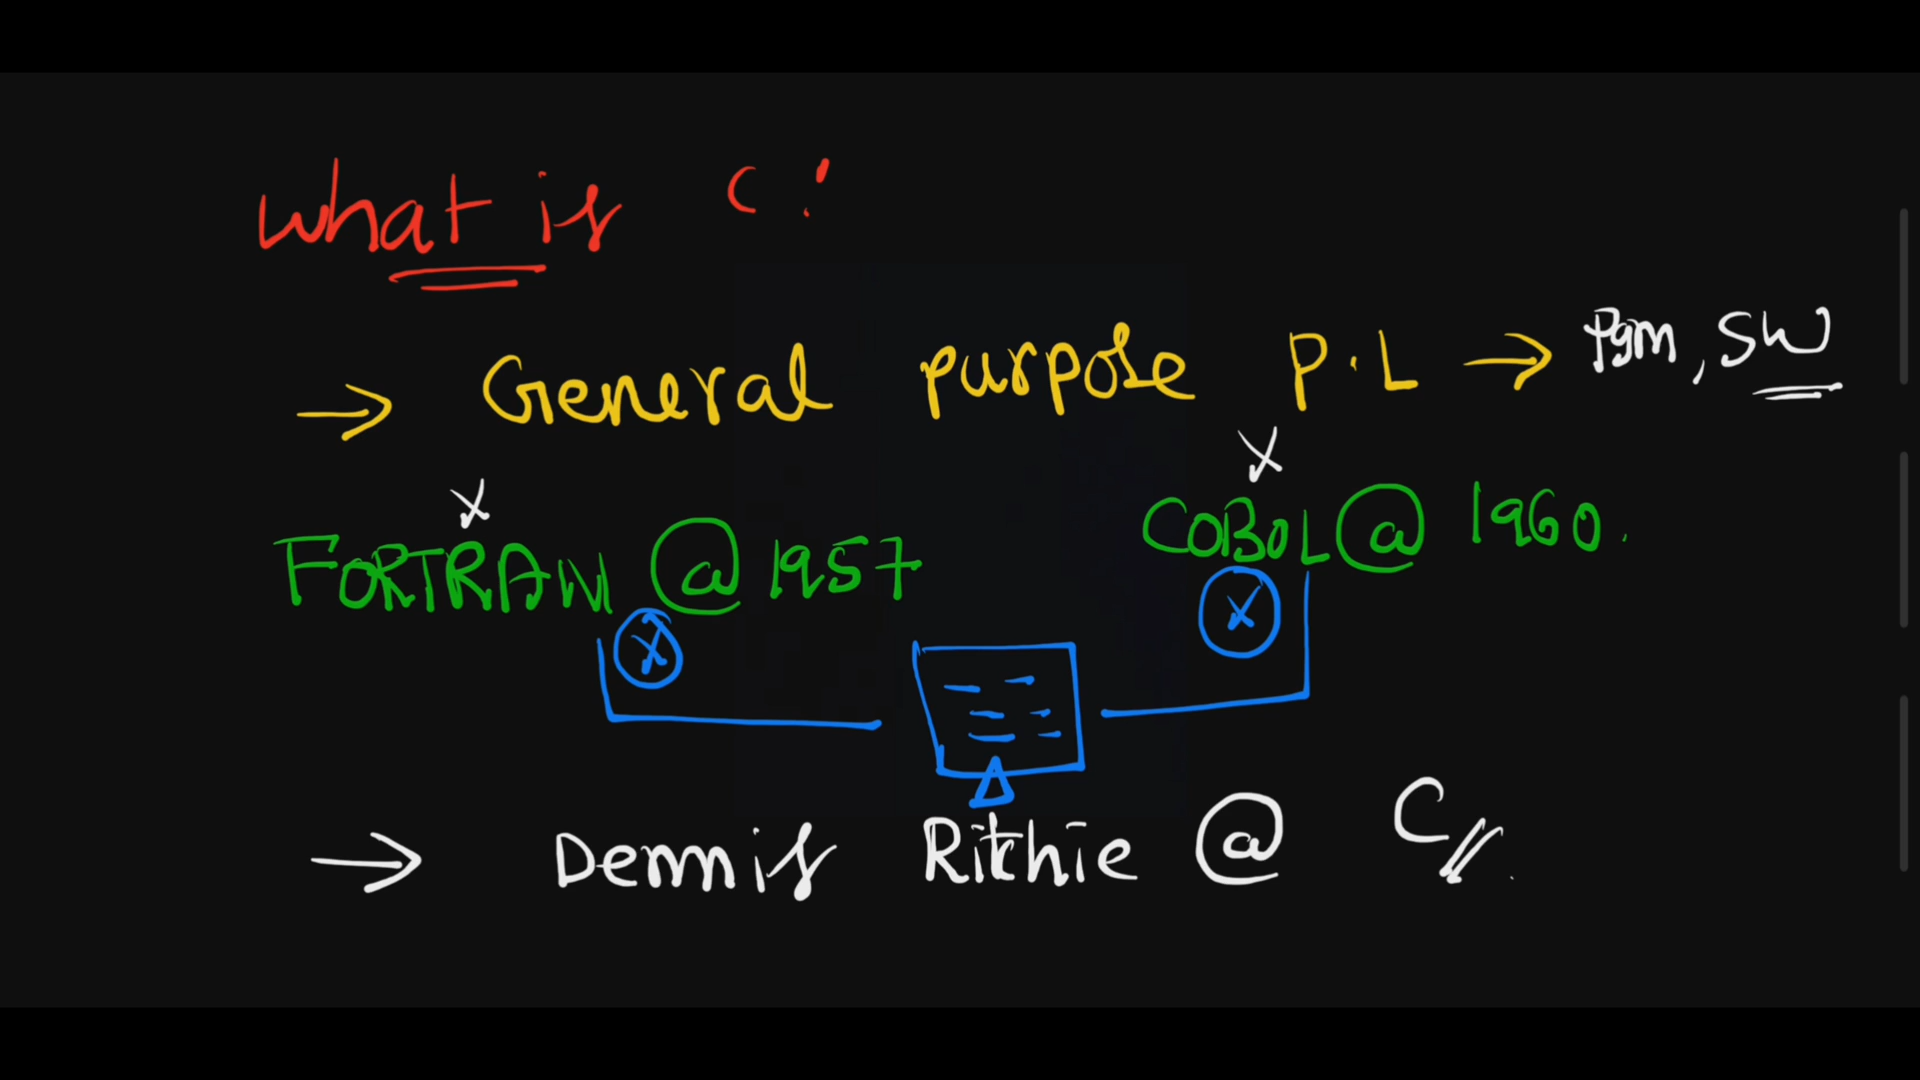 What is C ?
→ General purpose P.L → Pgm, SW
X X
FORTRAN @ 1957 COBOL @ 1960.
X X
→ Dennis Ritchie @ C //.